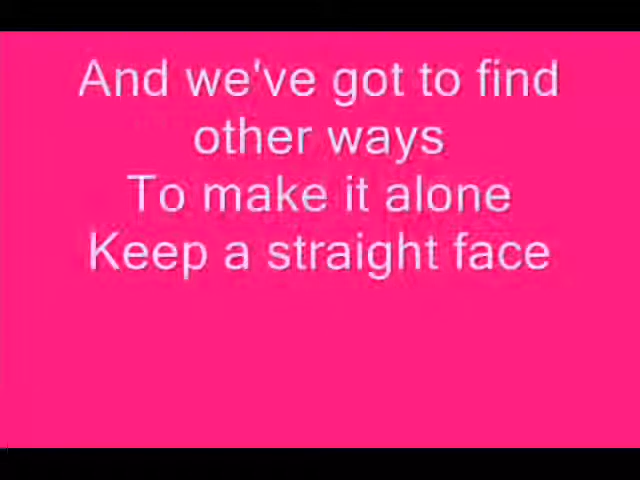 And we've got to find
other ways
To make it alone
Keep a straight face